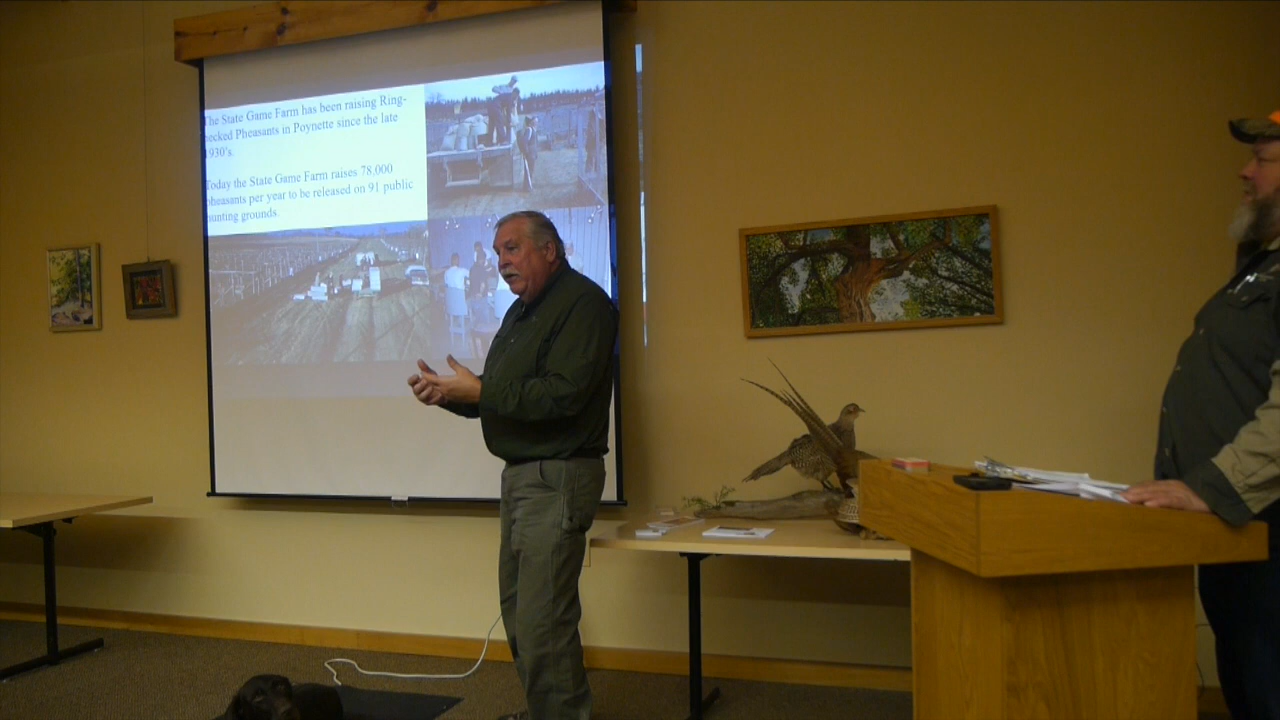 The State Game Farm has been raising Ring-
necked Pheasants in Poynette since the late
1930's.
Today the State Game Farm raises 78,000
pheasants per year to be released on 91 public
hunting grounds.